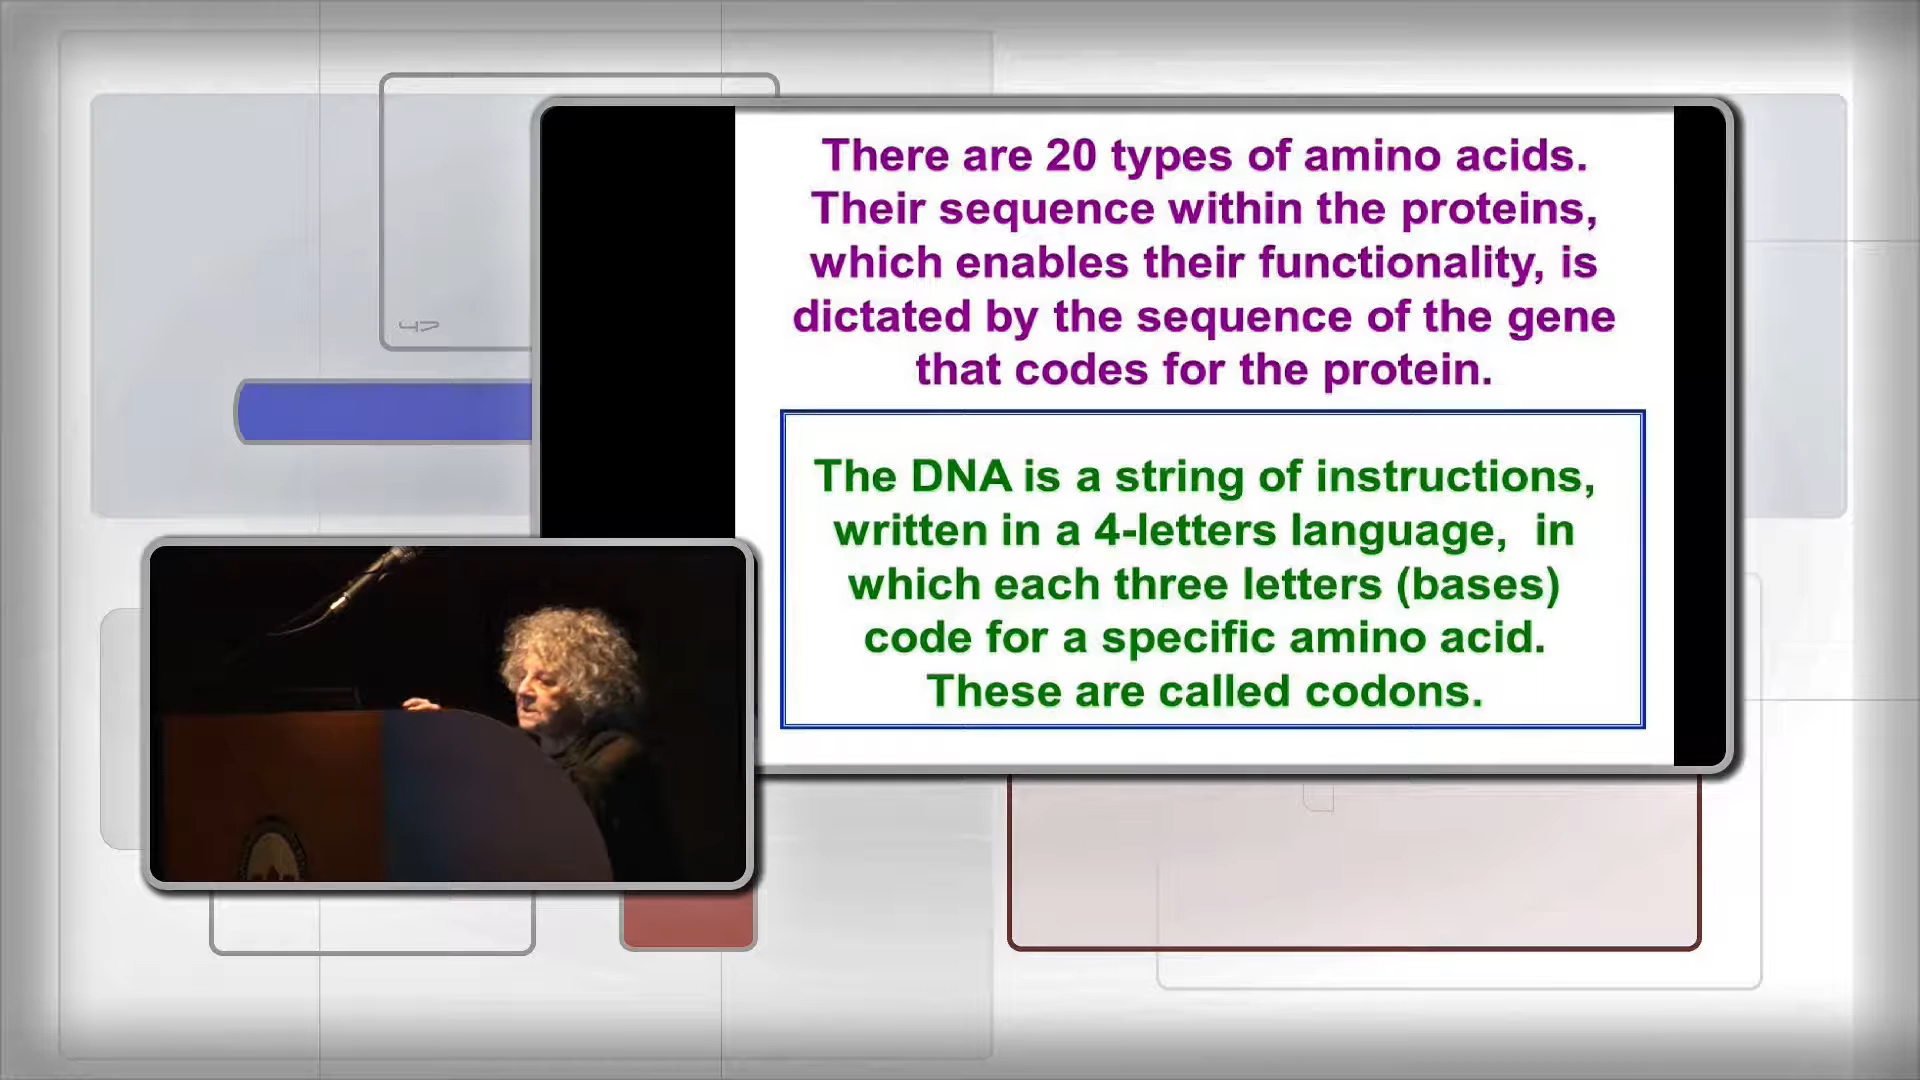 There are 20 types of amino acids.
Their sequence within the proteins,
which enables their functionality, is
dictated by the sequence of the gene
that codes for the protein.
The DNA is a string of instructions,
written in a 4-letters language,  in
which each three letters (bases)
code for a specific amino acid.
These are called codons.